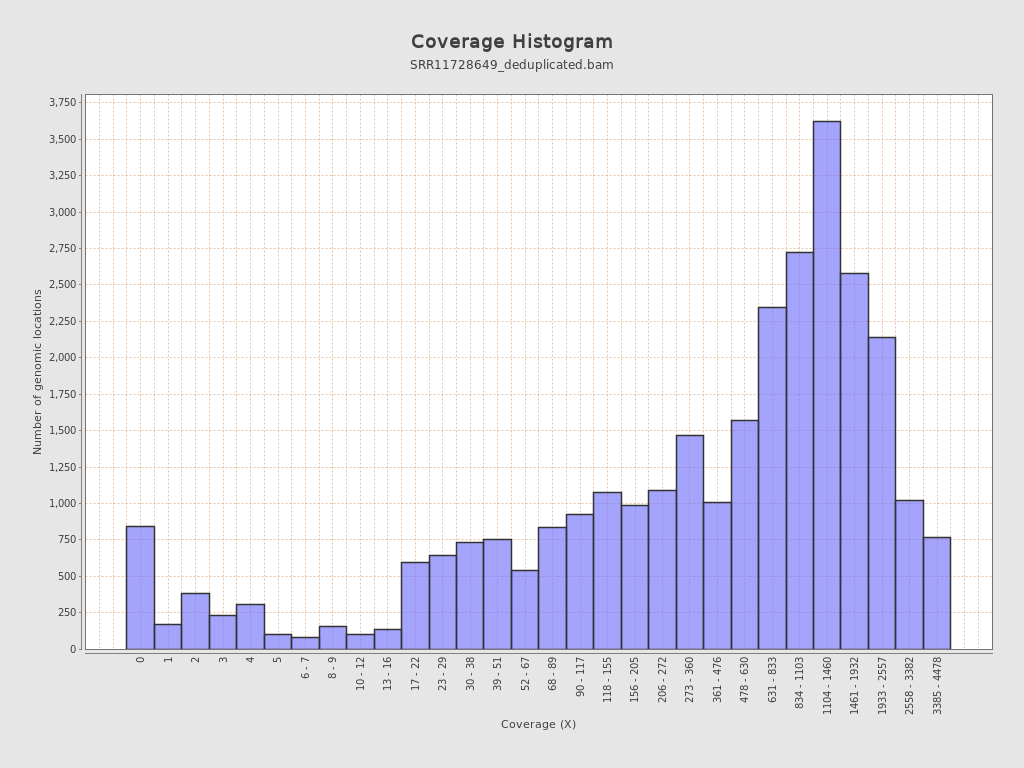 Coverage Histogram
SRR11728649_deduplicated.bam
Number of genomic locations
3,750
3,500
3,250
3,000
2,750
2,500
2,250
2,000
1,750
1,500
1,250
1,000
750
500
250
0
0
1
2
3
4
5
6 - 7
8 - 9
10 - 12
13 - 16
17 - 22
23 - 29
30 - 38
39 - 51
52 - 67
68 - 89
90 - 117
118 - 155
156 - 205
206 - 272
273 - 360
361 - 476
478 - 630
631 - 833
834 - 1103
1104 - 1460
1461 - 1932
1933 - 2557
2558 - 3382
3385 - 4478
Coverage (X)